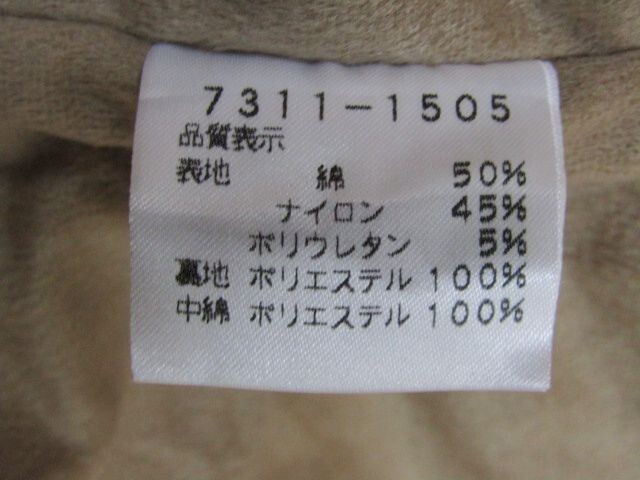 7311-1505
品質表示
表地 綿 50%
ナイロン 45%
ポリウレタン 5%
裏地 ポリエステル 100%
中綿 ポリエステル 100%